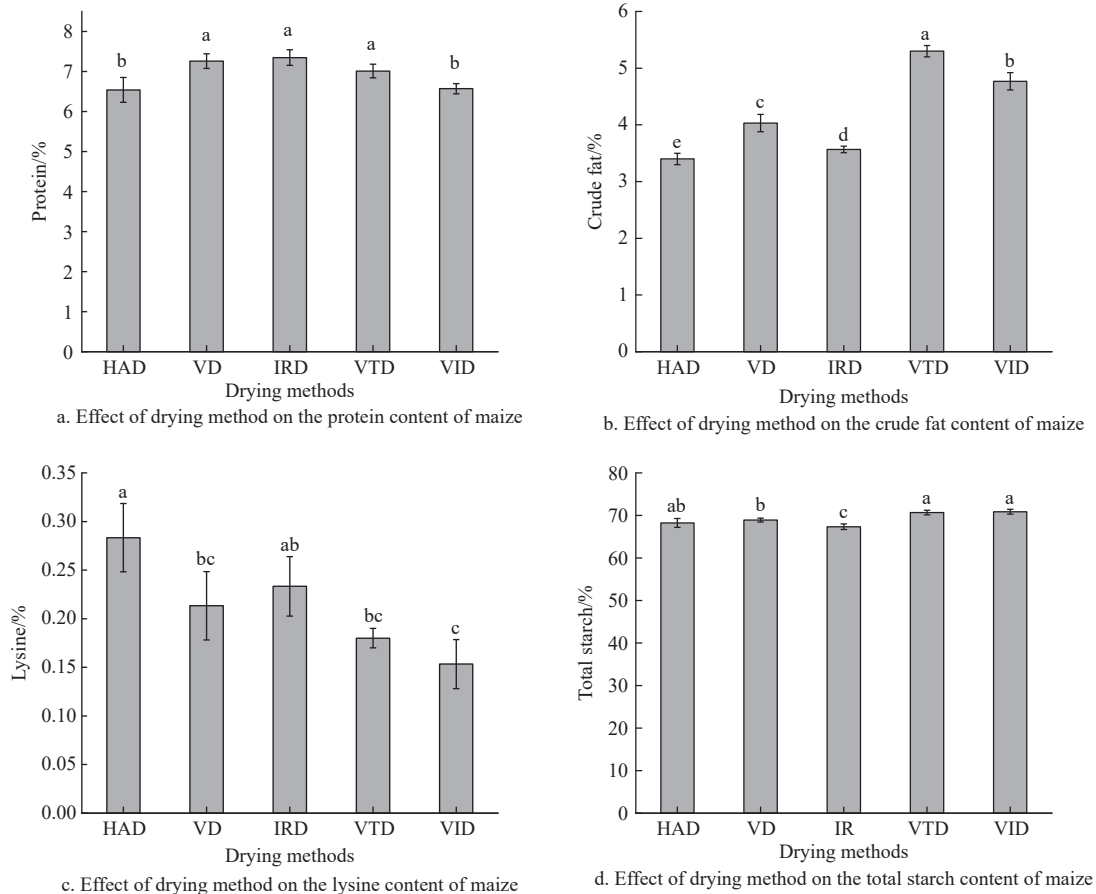 8
7
6
5
4
3
2
1
0
Protein/%
b
a
a
a
b
HAD VD IRD VTD VID
Drying methods
a. Effect of drying method on the protein content of maize
6
5
4
3
2
1
0
Crude fat/%
e
c
d
a
b
HAD VD IRD VTD VID
Drying methods
b. Effect of drying method on the crude fat content of maize
0.35
0.30
0.25
0.20
0.15
0.10
0.05
0.00
Lysine/%
a
bc
ab
bc
c
HAD VD IRD VTD VID
Drying methods
c. Effect of drying method on the lysine content of maize
80
70
60
50
40
30
20
10
0
Total starch/%
ab
b
c
a
a
HAD VD IR VTD VID
Drying methods
d. Effect of drying method on the total starch content of maize